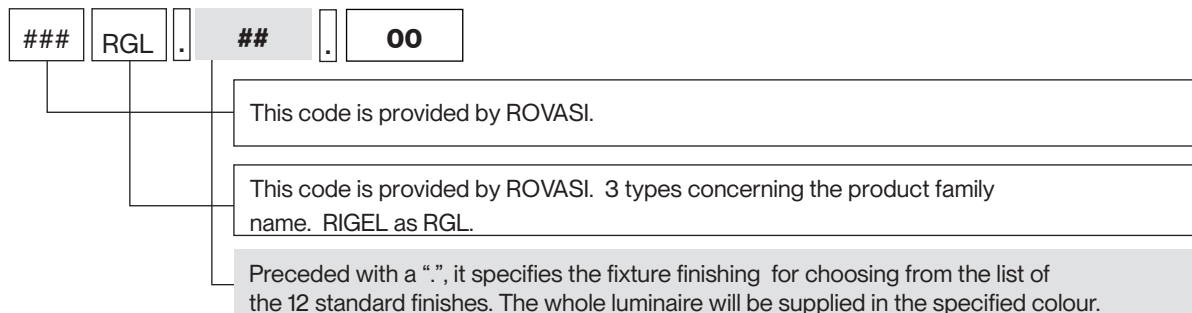 ### RGL . ## . 00
This code is provided by ROVASI.
This code is provided by ROVASI.  3 types concerning the product family
name.  RIGEL as RGL.
Preceded with a “.”, it specifies the fixture finishing  for choosing from the list of
the 12 standard finishes. The whole luminaire will be supplied in the specified colour.